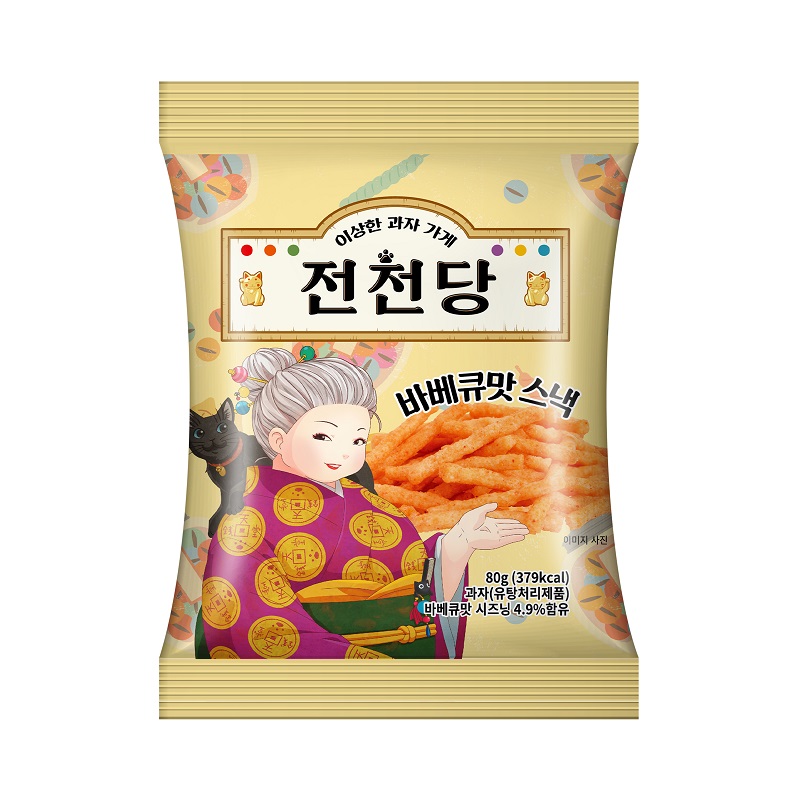 이상한 과자 가게
전천당
바베큐맛 스낵
이미지 사진
80g (379kcal)
과자(유탕처리제품)
바베큐맛 시즈닝 4.9%함유